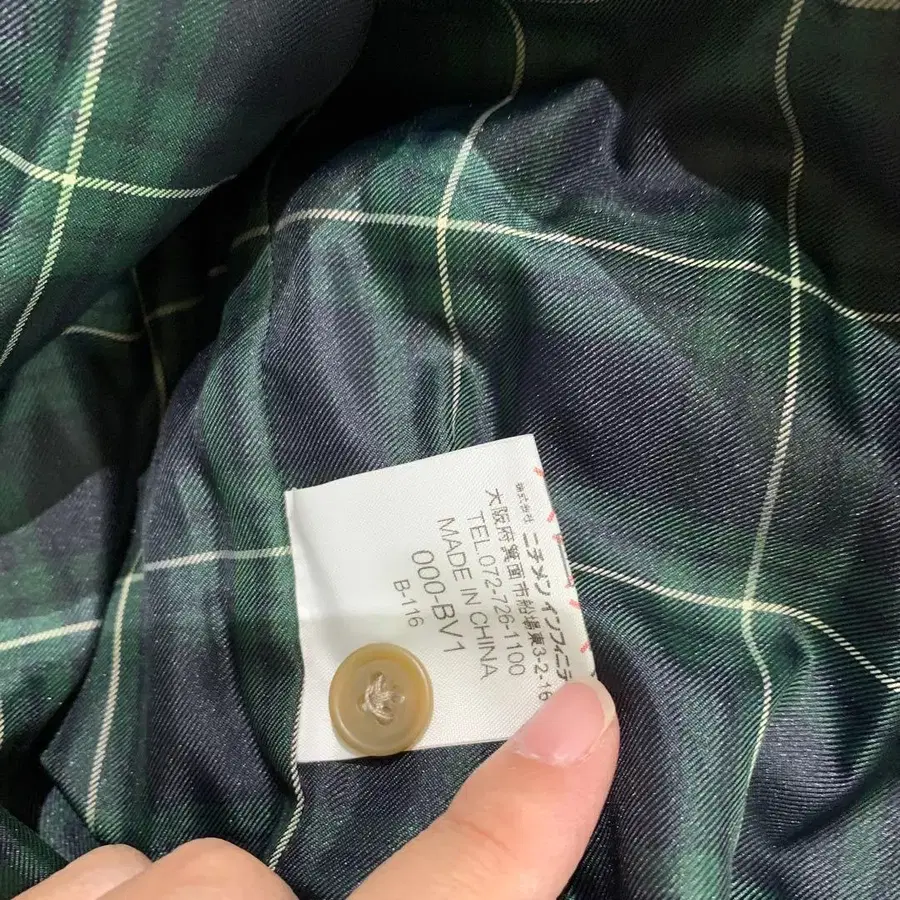 株式会社 ニチメン インフィニテ
大阪府箕面市船場東3-2-16
TEL.072-726-1100
MADE IN CHINA
000-BV1
B-116